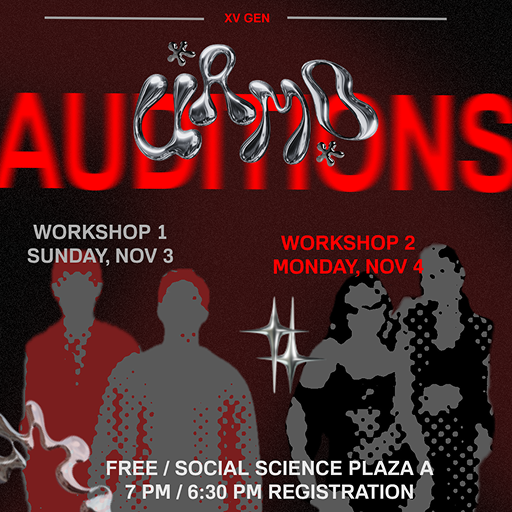 XV GEN
URMO
AUDITIONS
WORKSHOP 1
SUNDAY, NOV 3
WORKSHOP 2
MONDAY, NOV 4
FREE / SOCIAL SCIENCE PLAZA A
7 PM / 6:30 PM REGISTRATION